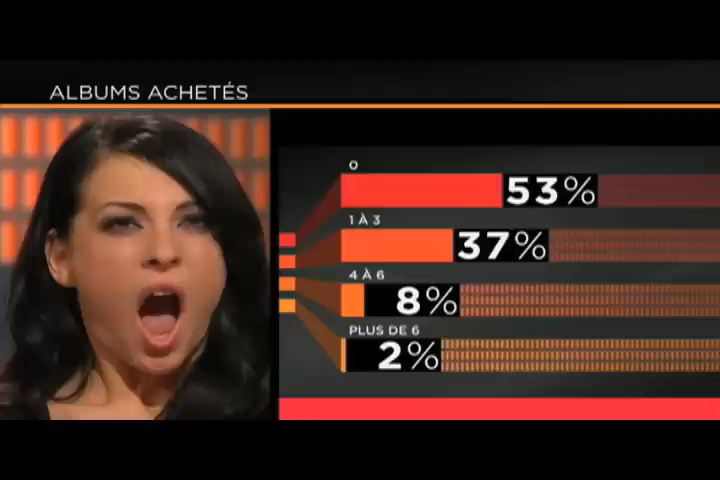 ALBUMS ACHETÉS
0
53%
1 À 3
37%
4 À 6
8%
PLUS DE 6
2%